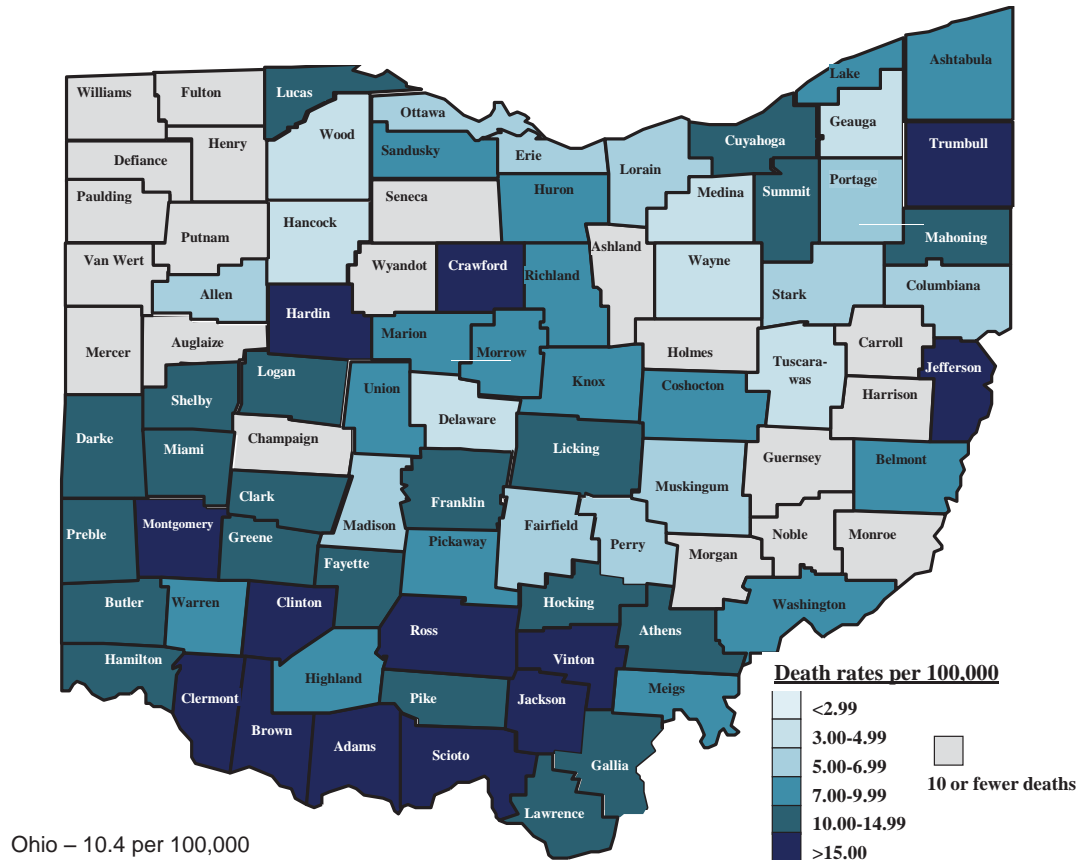 Ashtabula
Lake
Williams
Fulton
Lucas
Geauga
Ottawa
Wood
Cuyahoga
Henry
Sandusky
Trumbull
Erie
Defiance
Lorain
Huron
Medina
Summit
Portage
Paulding
Seneca
Hancock
Putnam
Mahoning
Ashland
Van Wert
Wyandot
Crawford
Richland
Wayne
Allen
Stark
Columbiana
Hardin
Marion
Auglaize
Mercer
Morrow
Holmes
Carroll
Tuscara-
was
Jefferson
Logan
Union
Knox
Coshocton
Harrison
Shelby
Delaware
Darke
Champaign
Miami
Licking
Guernsey
Belmont
Muskingum
Clark
Franklin
Madison
Fairfield
Montgomery
Preble
Greene
Pickaway
Perry
Morgan
Noble
Monroe
Fayette
Butler
Warren
Clinton
Hocking
Washington
Ross
Athens
Hamilton
Vinton
Highland
Meigs
Clermont
Pike
Jackson
Brown
Adams
Scioto
Gallia
Lawrence
Death rates per 100,000
<2.99
3.00-4.99
5.00-6.99
7.00-9.99
10.00-14.99
>15.00
10 or fewer deaths
Ohio – 10.4 per 100,000